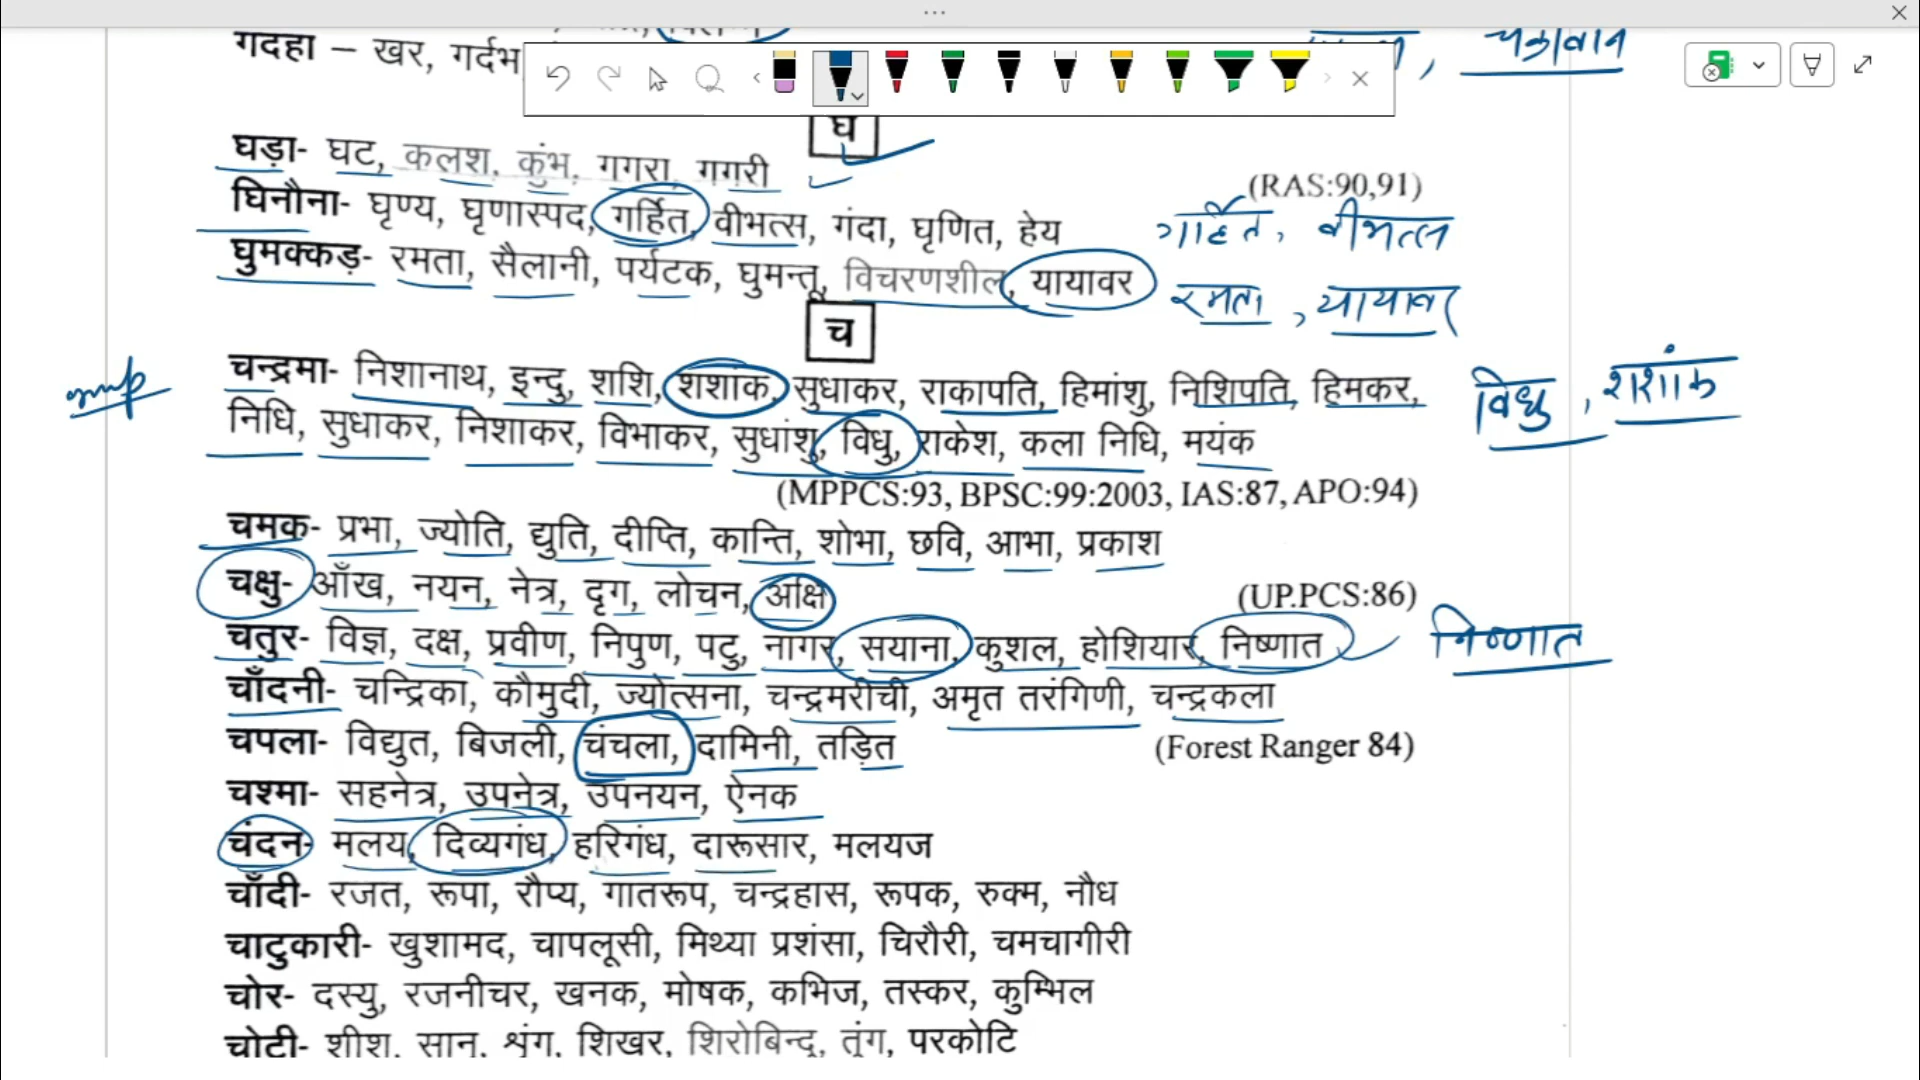 गदहा – खर, गर्दभ
घ
घड़ा- घट, कलश, कुंभ, गगरा, गगरी
(RAS:90,91)
घिनौना- घृण्य, घृणास्पद, गर्हित, वीभत्स, गंदा, घृणित, हेय गर्हित, वीभत्स
घुमक्कड़- रमता, सैलानी, पर्यटक, घुमन्तू, विचरणशील, यायावर रमता, यायावर
च
imp चन्द्रमा- निशानाथ, इन्दु, शशि, शशांक, सुधाकर, राकापति, हिमांशु, निशिपति, हिमकर, विधु, शशांक
निधि, सुधाकर, निशाकर, विभाकर, सुधांशु, विधु, राकेश, कला निधि, मयंक
(MPPCS:93, BPSC:99:2003, IAS:87, APO:94)
चमक- प्रभा, ज्योति, द्युति, दीप्ति, कान्ति, शोभा, छवि, आभा, प्रकाश
चक्षु- आँख, नयन, नेत्र, दृग, लोचन, अक्षि (UP.PCS:86)
चतुर- विज्ञ, दक्ष, प्रवीण, निपुण, पटु, नागर, सयाना, कुशल, होशियार, निष्णात निष्णात
चाँदनी- चन्द्रिका, कौमुदी, ज्योत्सना, चन्द्रमरीची, अमृत तरंगिणी, चन्द्रकला
चपला- विद्युत, बिजली, चंचला, दामिनी, तड़ित (Forest Ranger 84)
चश्मा- सहनेत्र, उपनेत्र, उपनयन, ऐनक
चंदन- मलय, दिव्यगंध, हरिगंध, दारूसार, मलयज
चाँदी- रजत, रूपा, रौप्य, गातरूप, चन्द्रहास, रूपक, रुक्म, नौध
चाटुकारी- खुशामद, चापलूसी, मिथ्या प्रशंसा, चिरौरी, चमचागीरी
चोर- दस्यु, रजनीचर, खनक, मोषक, कभिज, तस्कर, कुम्भिल
चोटी- शीश, सान, श्रृंग, शिखर, शिरोबिन्दु, तुंग, परकोटि